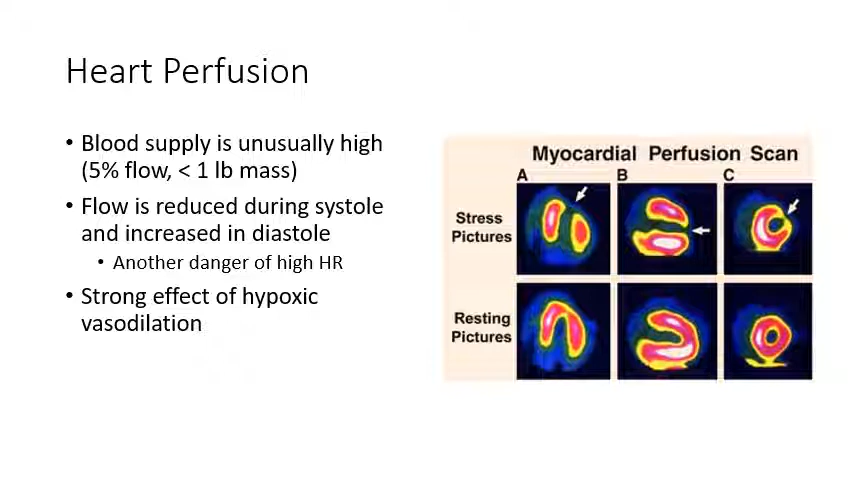 Heart Perfusion
• Blood supply is unusually high
(5% flow, < 1 lb mass)
• Flow is reduced during systole
and increased in diastole
• Another danger of high HR
• Strong effect of hypoxic
vasodilation
Myocardial Perfusion Scan
A B C
Stress
Pictures
Resting
Pictures